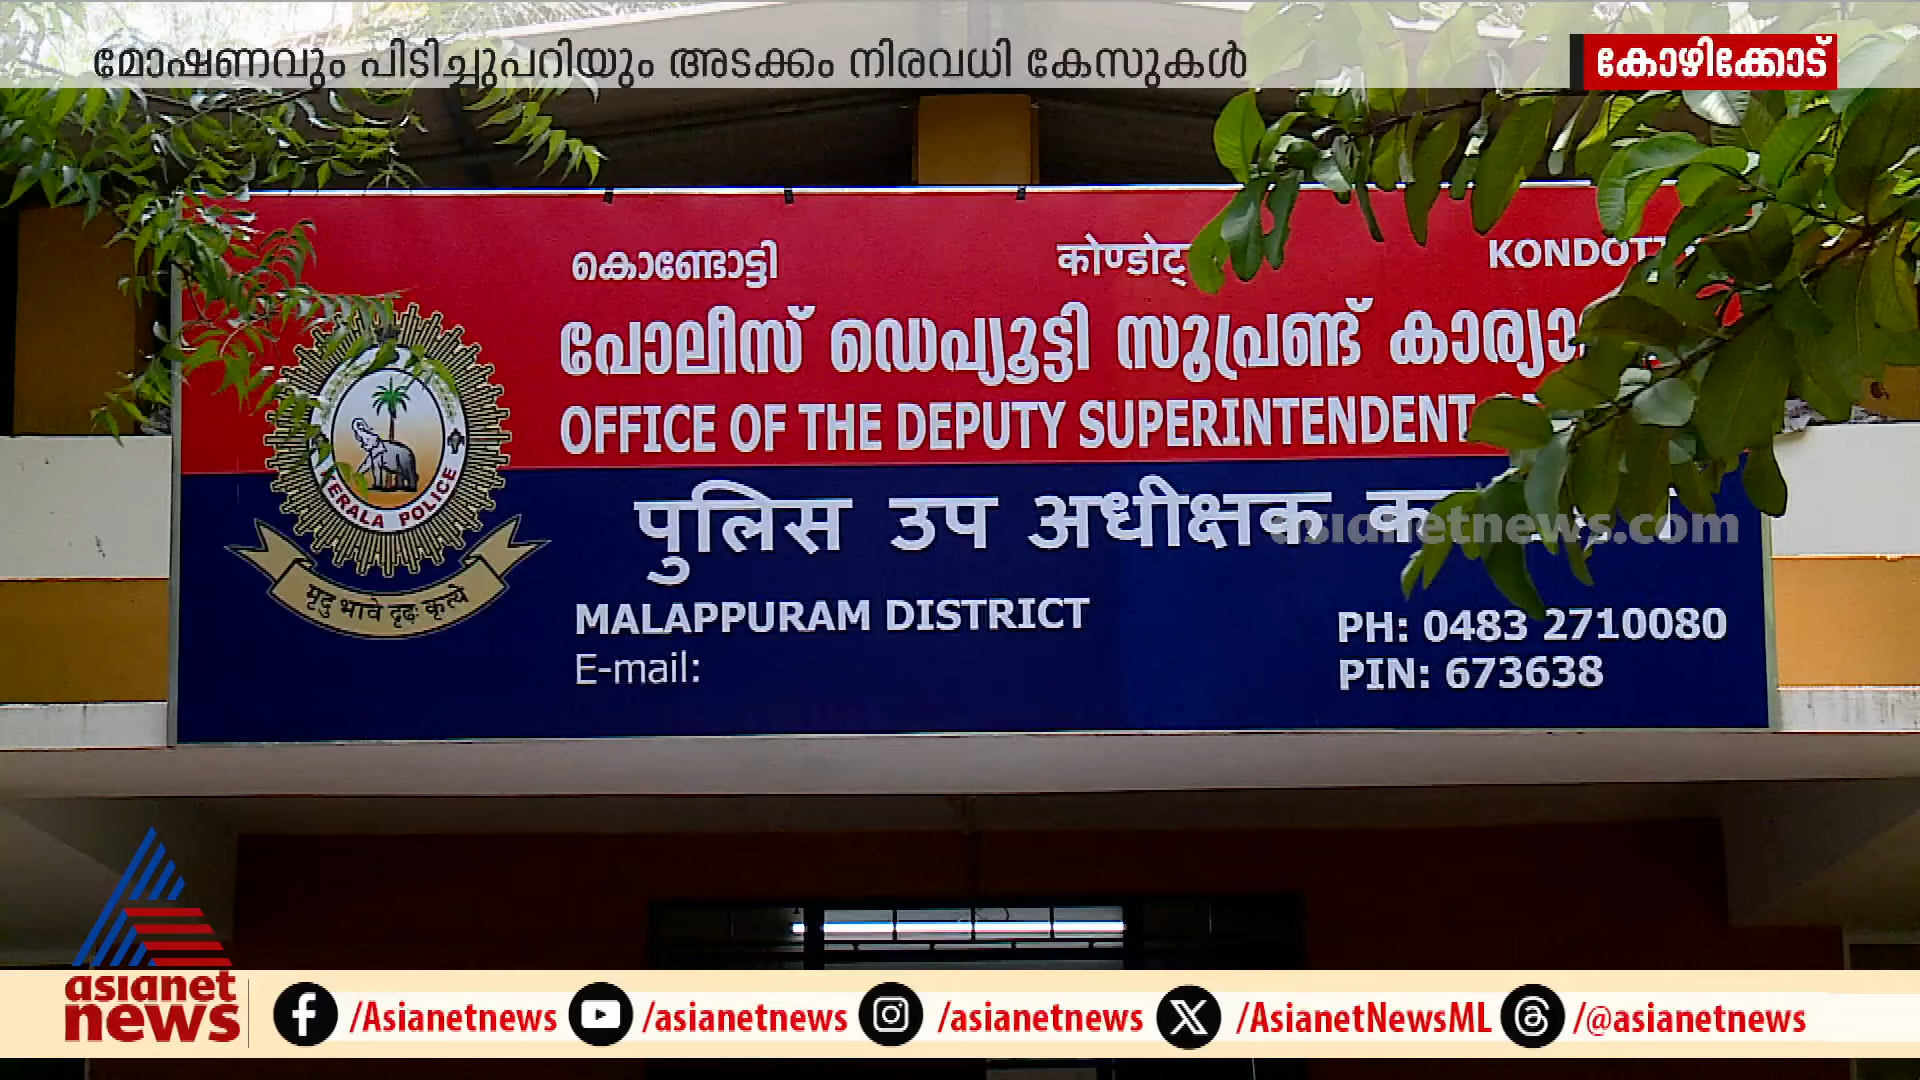 മോഷണവും പിടിച്ചുപറിയും അടക്കം നിരവധി കേസുകൾ
കോഴിക്കോട്
കൊണ്ടോട്ടി
പോലീസ് ഡെപ്യൂട്ടി സൂപ്രണ്ട്
OFFICE OF THE DEPUTY SUPERINTENDENT
पुलिस उप अधीक्षक
asianetnews.com
KERALA POLICE
मृदु भावे दृढ कृत्ये
MALAPPURAM DISTRICT
E-mail:
PH: 0483 2710080
PIN: 673638
asianet
news
/Asianetnews
/asianetnews
/asianetnews
/AsianetNewsML
/@asianetnews